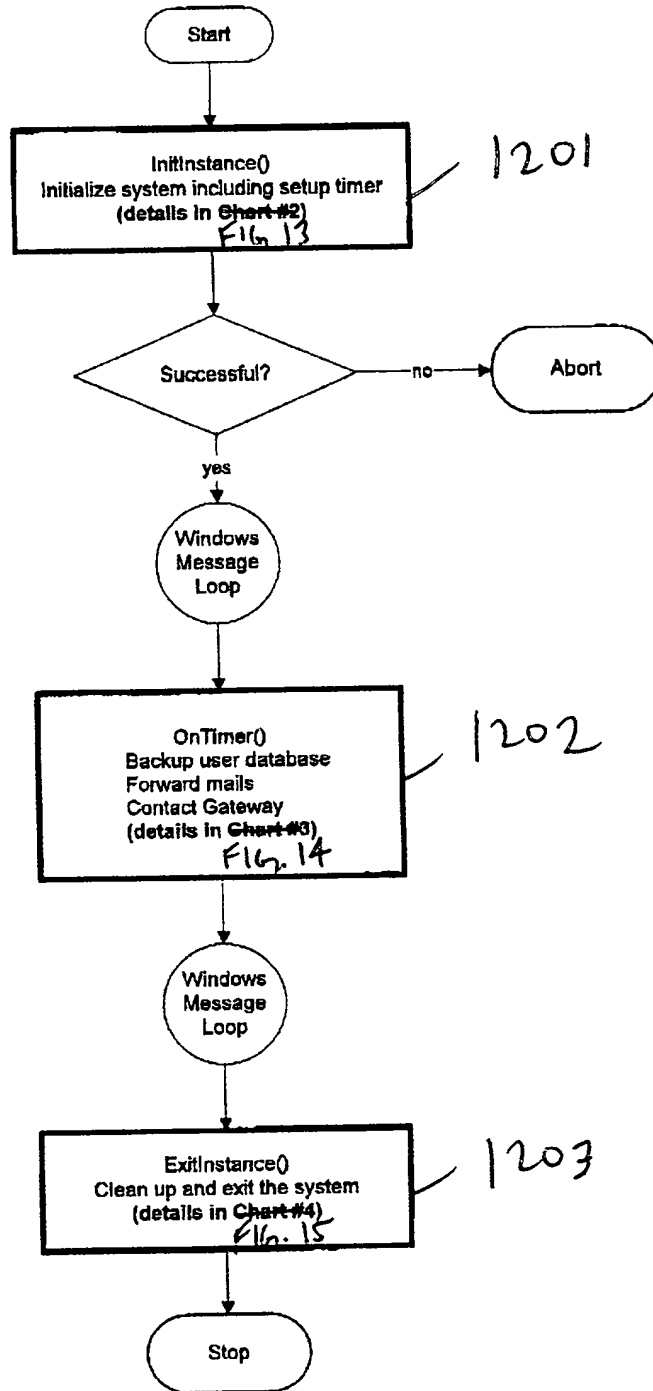 Start
InitInstance()
Initialize system including setup timer
(details in Chart #2)
FIG. 13
1201
Successful?
no
Abort
yes
Windows
Message
Loop
OnTimer()
Backup user database
Forward mails
Contact Gateway
(details in Chart #3)
FIG. 14
1202
Windows
Message
Loop
ExitInstance()
Clean up and exit the system
(details in Chart #4)
FIG. 15
1203
Stop